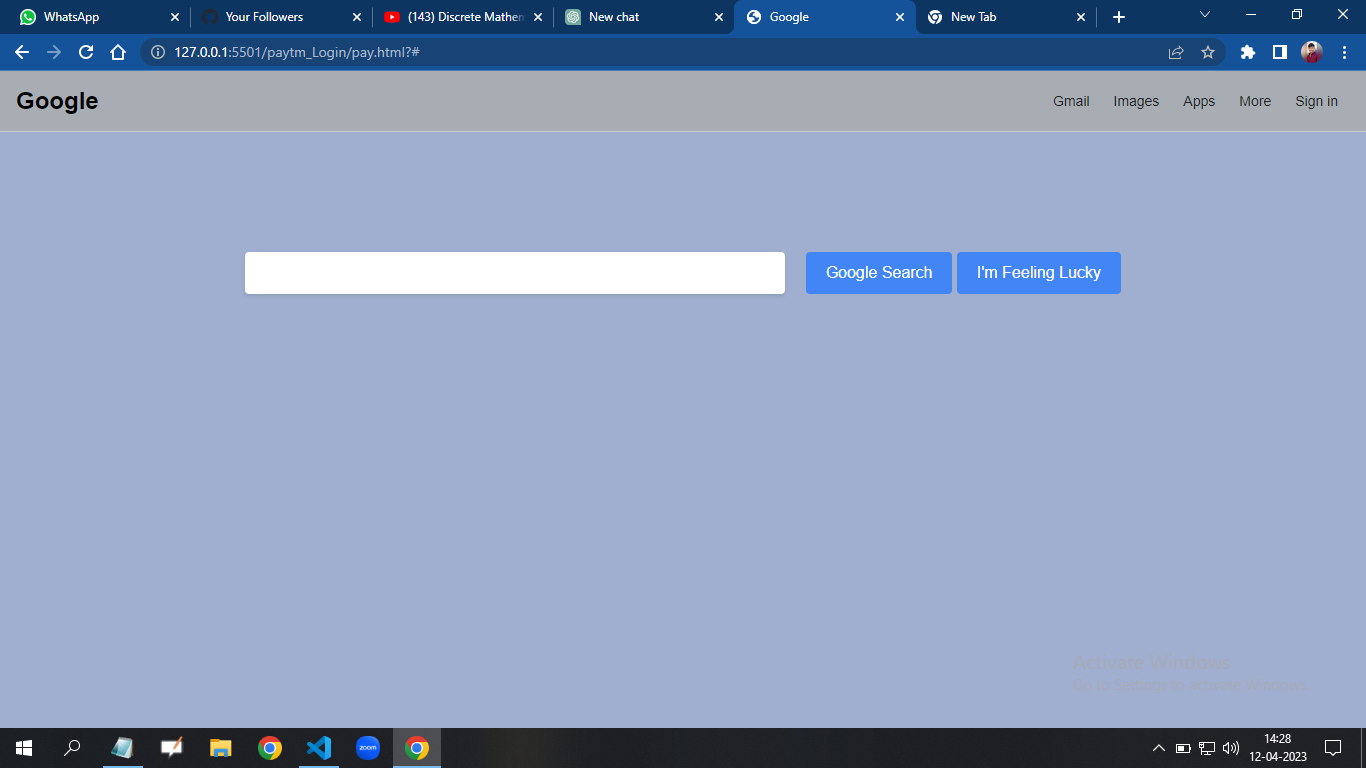 WhatsApp
Your Followers
(143) Discrete Mathem
New chat
Google
New Tab
127.0.0.1:5501/paytm_Login/pay.html?#
Google
Gmail Images Apps More Sign in
Google Search I'm Feeling Lucky
Activate Windows
Go to Settings to activate Windows.
zoom
14:28
12-04-2023